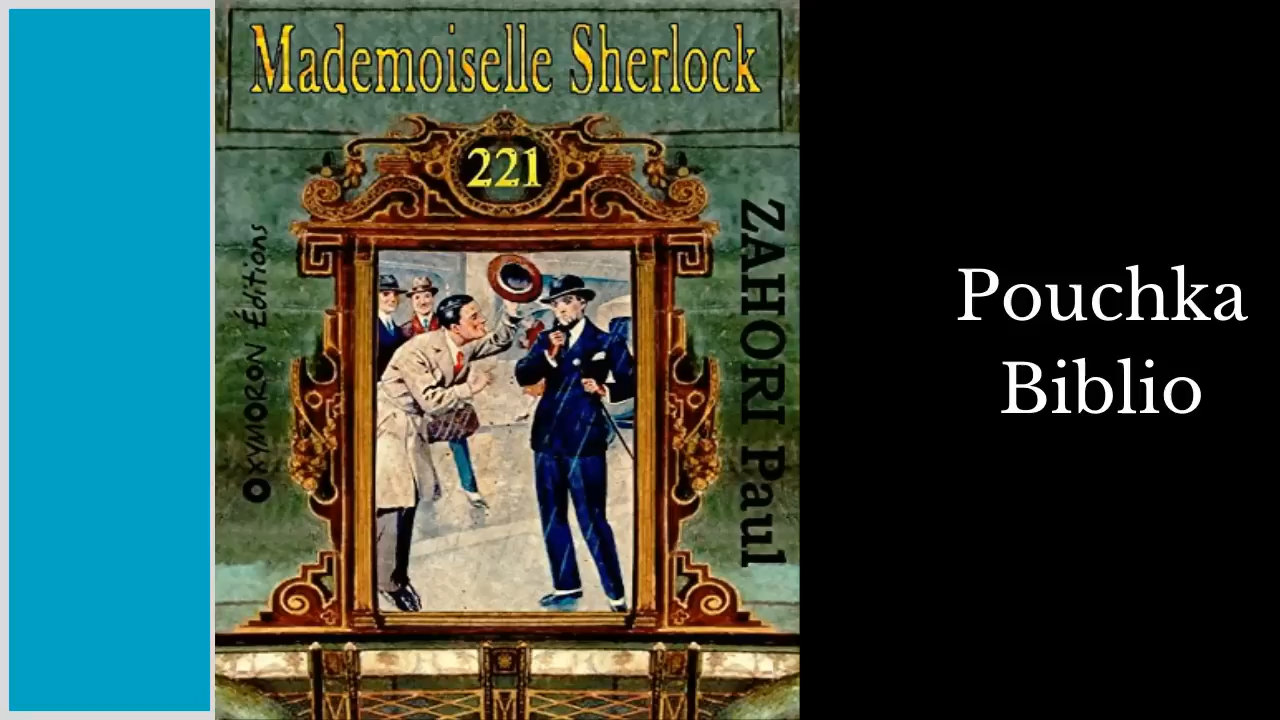 Mademoiselle Sherlock
221
OXYMORON Éditions
ZAHORI Paul
Pouchka
Biblio